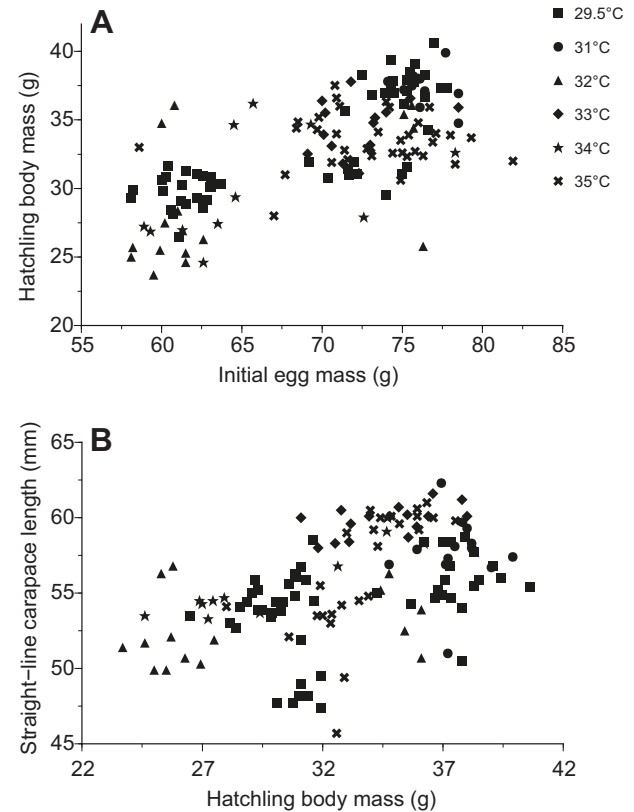 A
29.5°C
31°C
32°C
33°C
34°C
35°C
Hatchling body mass (g)
40
35
30
25
20
55 60 65 70 75 80 85
Initial egg mass (g)
B
Straight−line carapace length (mm)
65
60
55
50
45
22 27 32 37 42
Hatchling body mass (g)